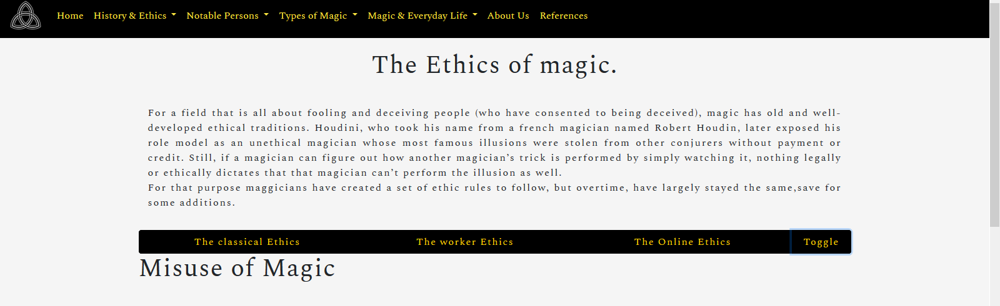 Home History & Ethics Notable Persons Types of Magic Magic & Everyday Life About Us References
The Ethics of magic.
For a field that is all about fooling and deceiving people (who have consented to being deceived), magic has old and well-
developed ethical traditions. Houdini, who took his name from a french magician named Robert Houdin, later exposed his
role model as an unethical magician whose most famous illusions were stolen from other conjurers without payment or
credit. Still, if a magician can figure out how another magician’s trick is performed by simply watching it, nothing legally
or ethically dictates that that magician can’t perform the illusion as well.
For that purpose maggicians have created a set of ethic rules to follow, but overtime, have largely stayed the same,save for
some additions.
The classical Ethics The worker Ethics The Online Ethics Toggle
Misuse of Magic